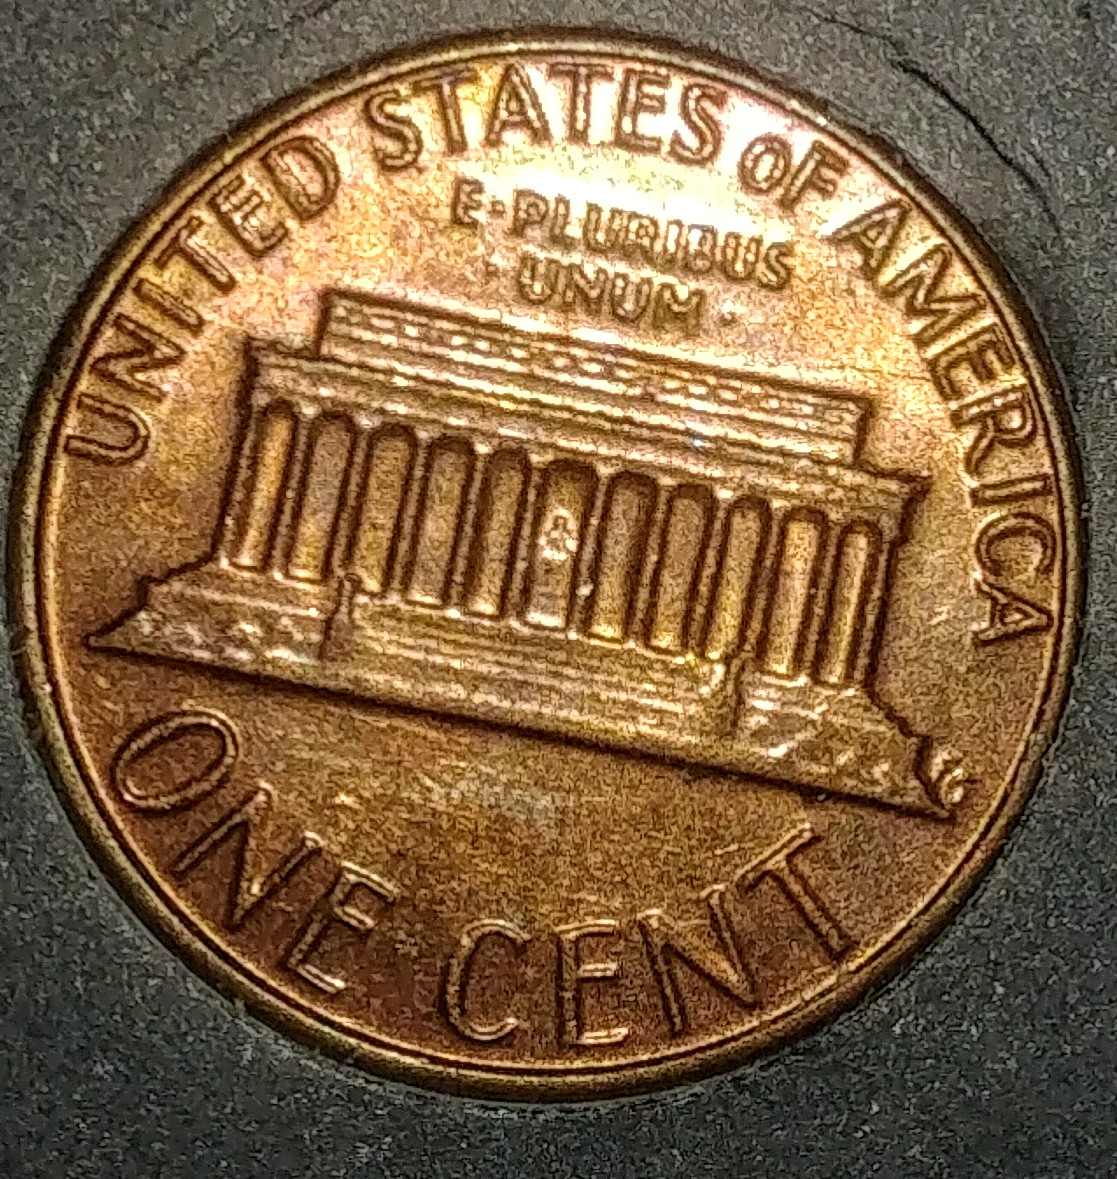 UNITED STATES OF AMERICA
E·PLURIBUS
·UNUM·
ONE CENT